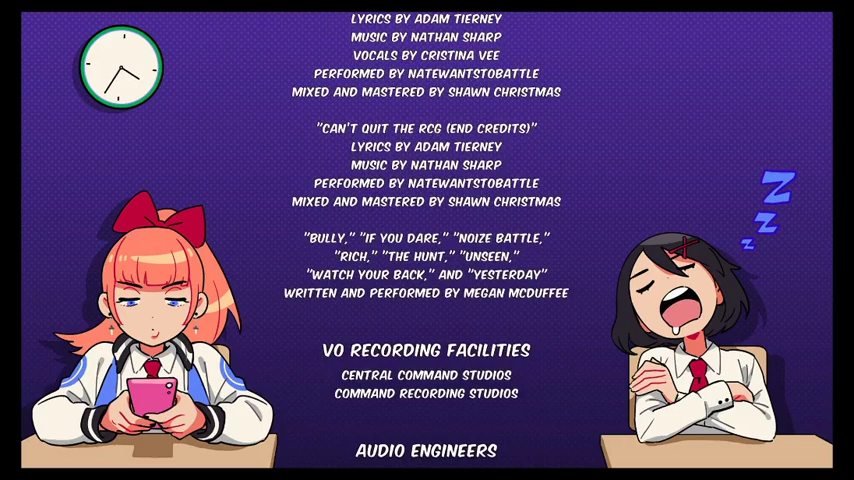 LYRICS BY ADAM TIERNEY
MUSIC BY NATHAN SHARP
VOCALS BY CRISTINA VEE
PERFORMED BY NATEWANTSTOBATTLE
MIXED AND MASTERED BY SHAWN CHRISTMAS
"CAN'T QUIT THE RCG (END CREDITS)"
LYRICS BY ADAM TIERNEY
MUSIC BY NATHAN SHARP
PERFORMED BY NATEWANTSTOBATTLE
MIXED AND MASTERED BY SHAWN CHRISTMAS
"BULLY," "IF YOU DARE," "NOIZE BATTLE,"
"RICH," "THE HUNT," "UNSEEN,"
"WATCH YOUR BACK," AND "YESTERDAY"
WRITTEN AND PERFORMED BY MEGAN MCDUFFEE
VO RECORDING FACILITIES
CENTRAL COMMAND STUDIOS
COMMAND RECORDING STUDIOS
AUDIO ENGINEERS
Z
Z
Z